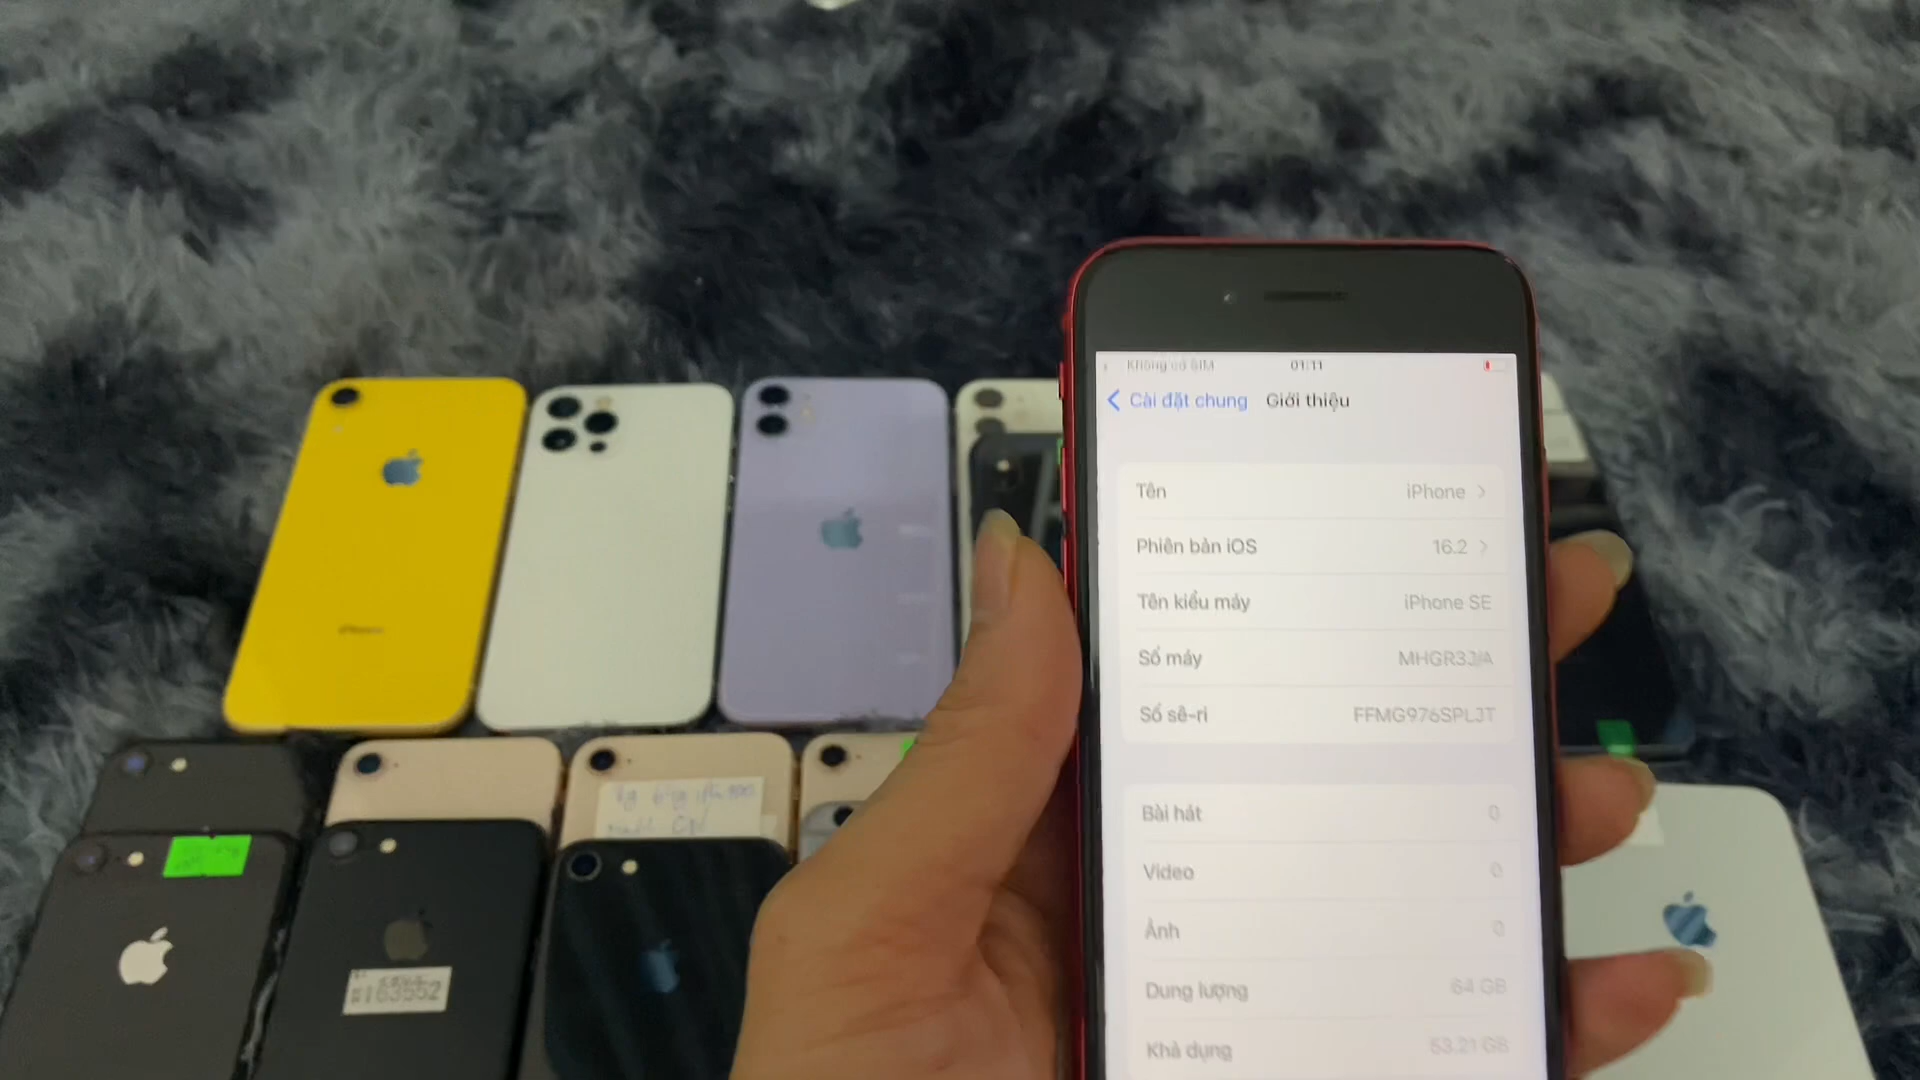 Không có SIM 01:11
Cài đặt chung Giới thiệu
Tên iPhone
Phiên bản iOS 16.2
Tên kiểu máy iPhone SE
Số máy MHGR3J/A
Số sê-ri FFMG976SPLJT
Bài hát 0
Video 0
Ảnh 0
Dung lượng 64 GB
Khả dụng 53,21 GB
iPhone
163552